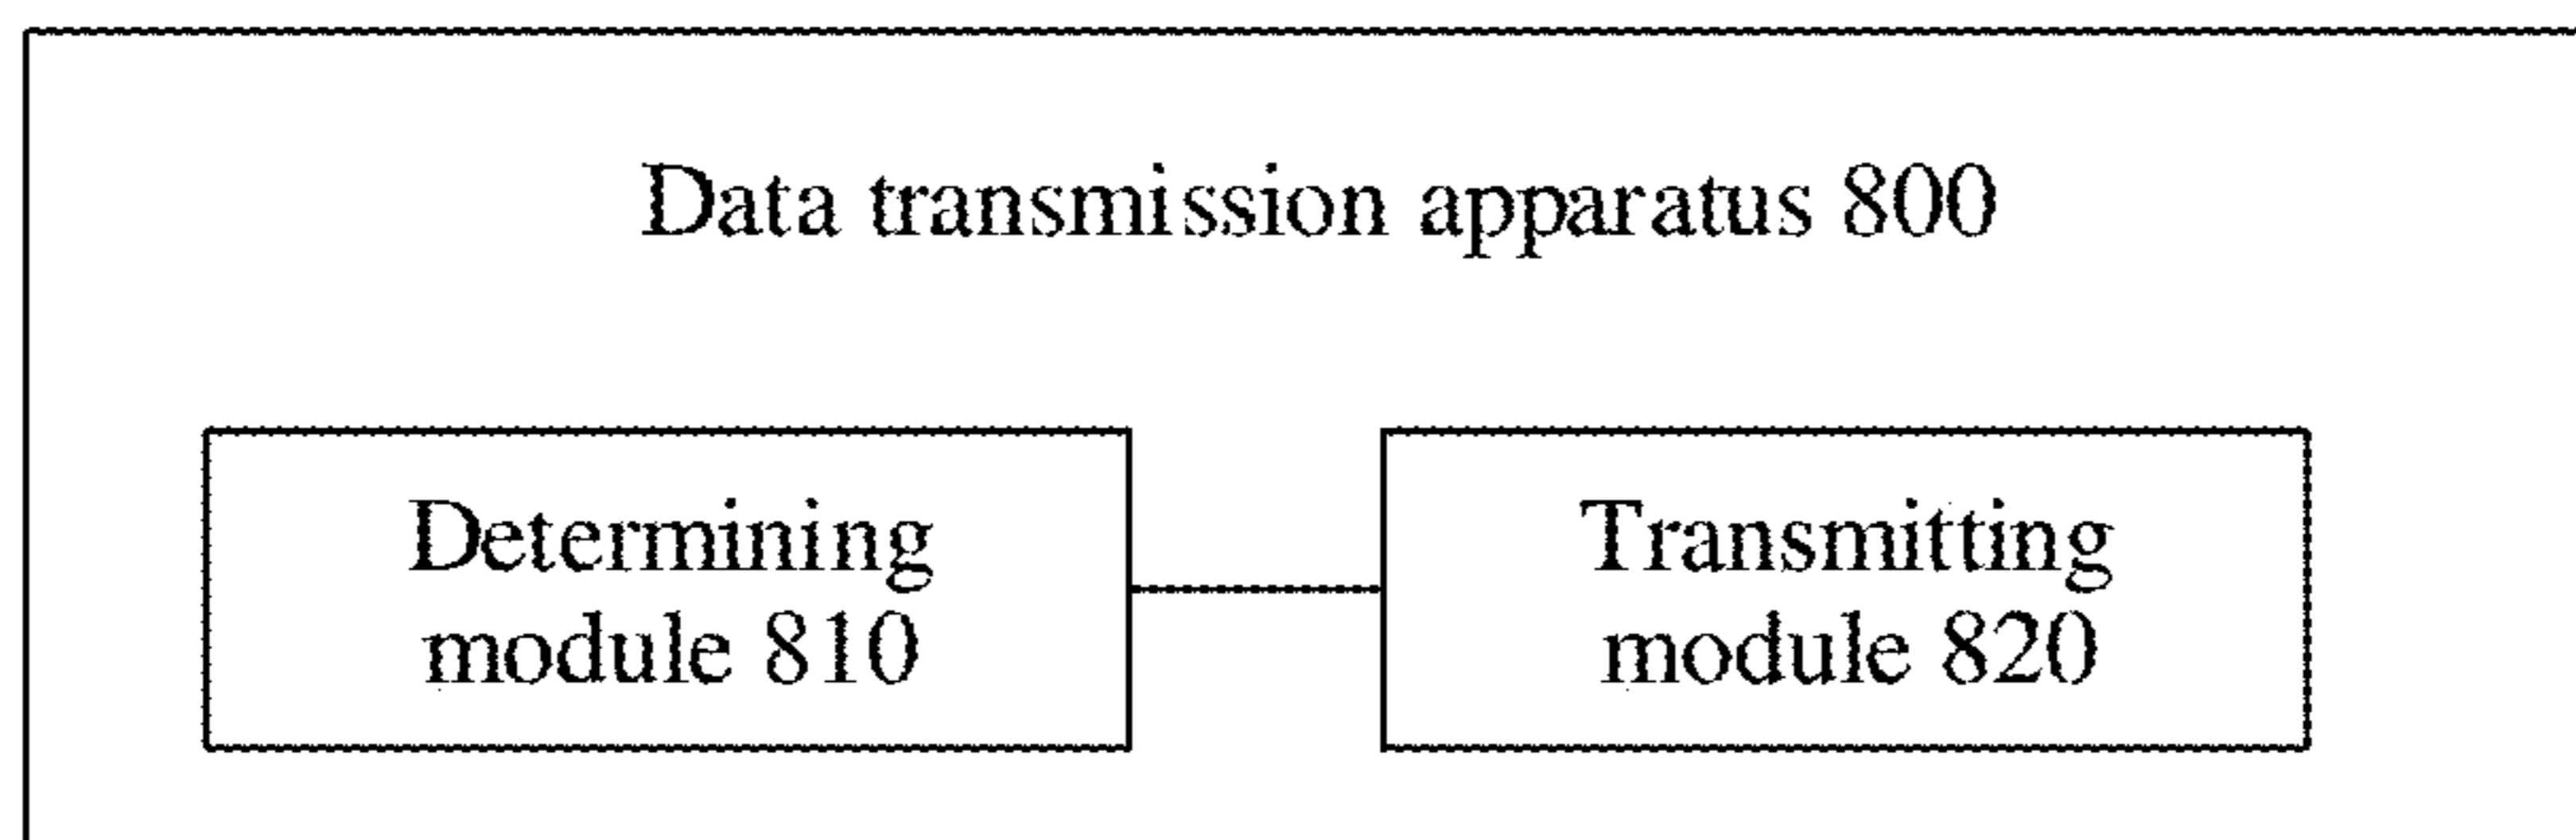 Data transmission apparatus 800
Determining
module 810
Transmitting
module 820